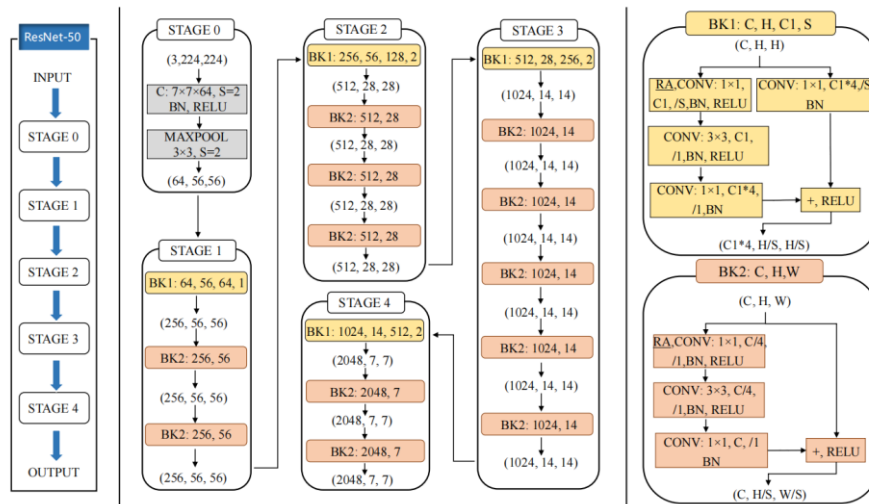 ResNet-50
INPUT
STAGE 0
STAGE 1
STAGE 2
STAGE 3
STAGE 4
OUTPUT
STAGE 0
(3,224,224)
C: 7×7×64, S=2
BN, RELU
MAXPOOL
3×3, S=2
(64, 56,56)
STAGE 1
BK1: 64, 56, 64, 1
(256, 56, 56)
BK2: 256, 56
(256, 56, 56)
BK2: 256, 56
(256, 56, 56)
STAGE 2
BK1: 256, 56, 128, 2
(512, 28, 28)
BK2: 512, 28
(512, 28, 28)
BK2: 512, 28
(512, 28, 28)
BK2: 512, 28
(512, 28, 28)
STAGE 3
BK1: 512, 28, 256, 2
(1024, 14, 14)
BK2: 1024, 14
(1024, 14, 14)
BK2: 1024, 14
(1024, 14, 14)
BK2: 1024, 14
(1024, 14, 14)
BK2: 1024, 14
(1024, 14, 14)
BK2: 1024, 14
(1024, 14, 14)
STAGE 4
BK1: 1024, 14, 512, 2
(2048, 7, 7)
BK2: 2048, 7
(2048, 7, 7)
BK2: 2048, 7
(2048, 7, 7)
BK1: C, H, C1, S
(C, H, H)
RA,CONV: 1×1,
C1, /S,BN, RELU
CONV: 1×1, C1*4,/S
BN
CONV: 3×3, C1,
/1,BN, RELU
CONV: 1×1, C1*4,
/1,BN
+, RELU
(C1*4, H/S, H/S)
BK2: C, H,W
(C, H, W)
RA,CONV: 1×1, C/4,
/1,BN, RELU
CONV: 3×3, C/4,
/1,BN, RELU
CONV: 1×1, C, /1
BN
+, RELU
(C, H/S, W/S)